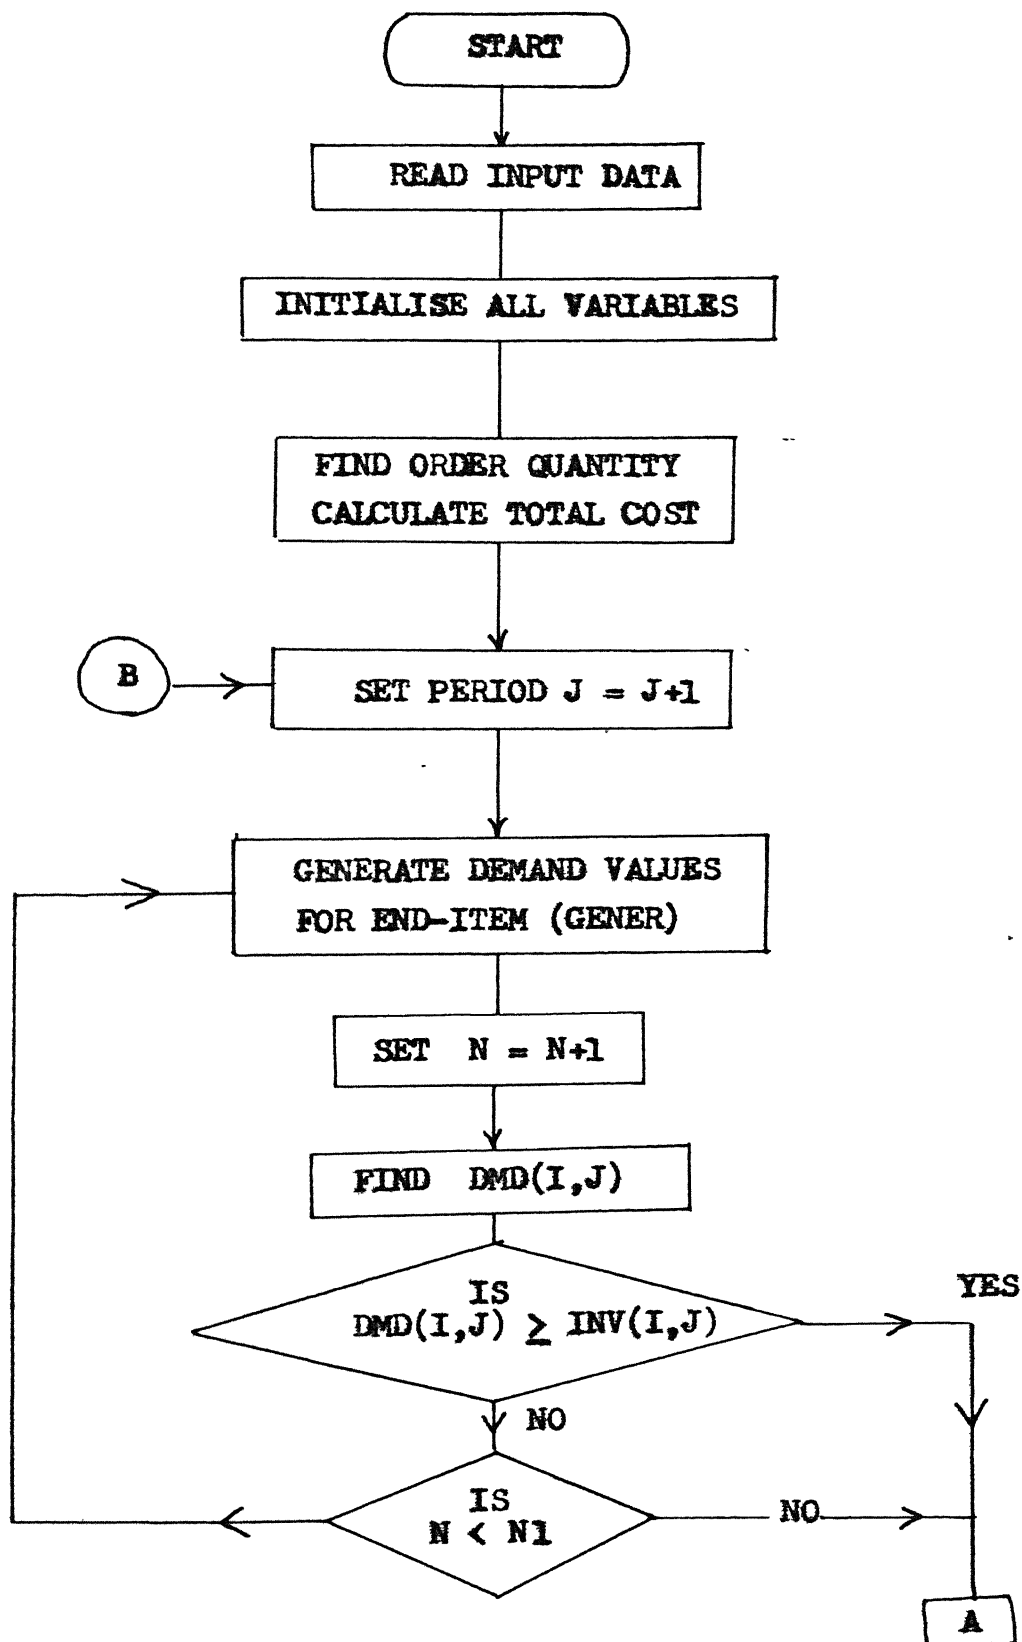 START
READ INPUT DATA
INITIALISE ALL VARIABLES
FIND ORDER QUANTITY
CALCULATE TOTAL COST
B
SET PERIOD J = J+1
GENERATE DEMAND VALUES
FOR END-ITEM (GENER)
SET N = N+1
FIND DMD(I,J)
IS
DMD(I,J) ≥ INV(I,J)
YES
NO
IS
N < N1
NO
A